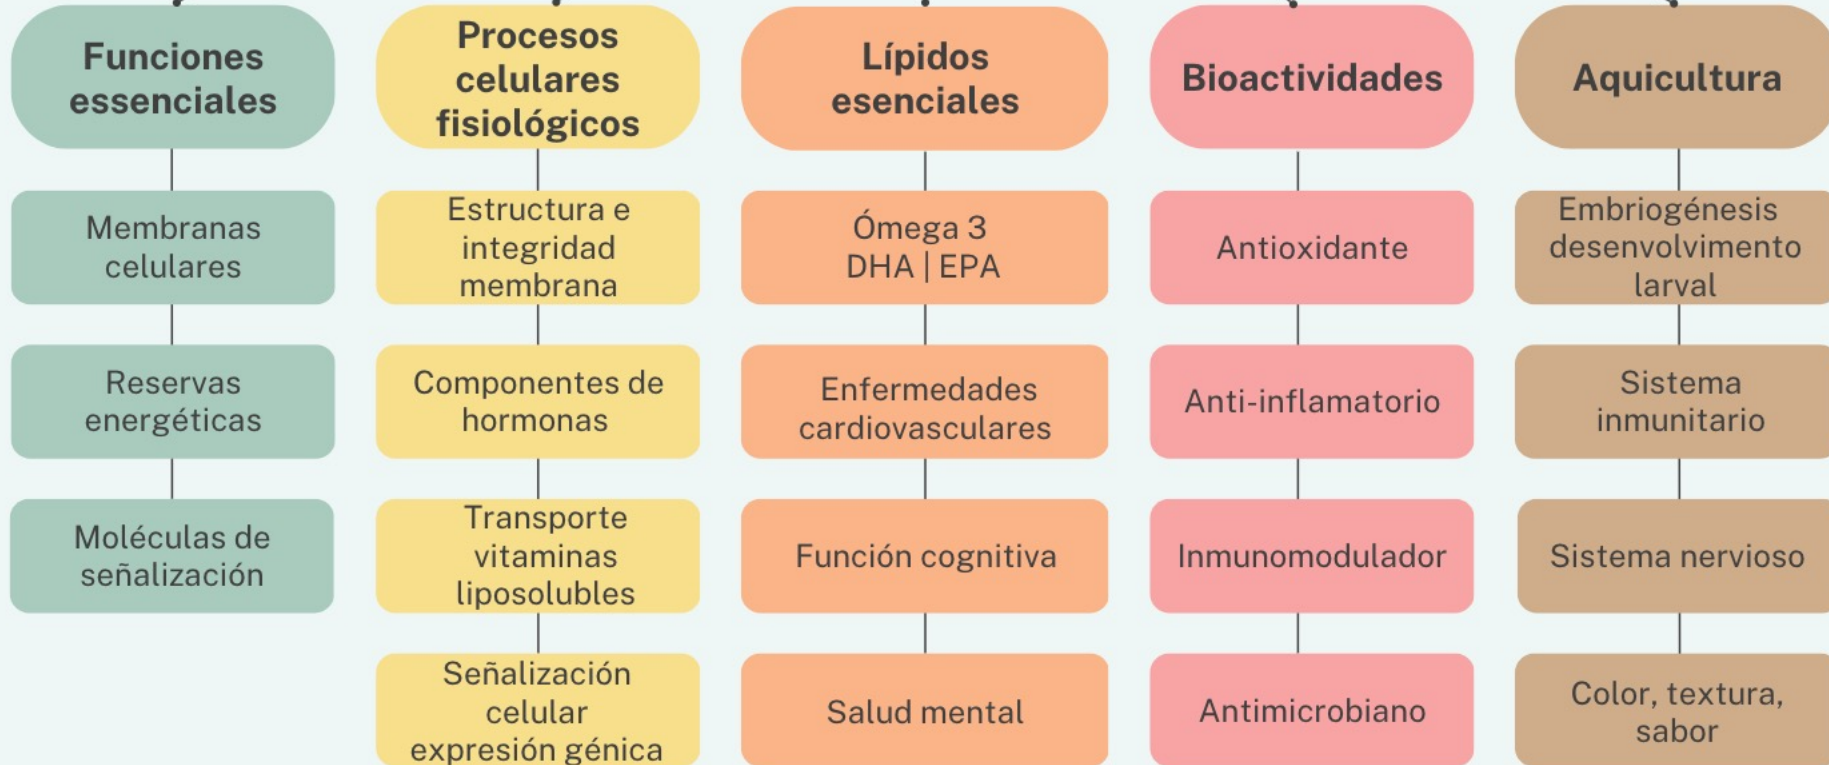 Funciones
essenciales
Membranas
celulares
Reservas
energéticas
Moléculas de
señalización
Procesos
celulares
fisiológicos
Estructura e
integridad
membrana
Componentes de
hormonas
Transporte
vitaminas
liposolubles
Señalización
celular
expresión génica
Lípidos
esenciales
Ómega 3
DHA | EPA
Enfermedades
cardiovasculares
Función cognitiva
Salud mental
Bioactividades
Antioxidante
Anti-inflamatorio
Inmunomodulador
Antimicrobiano
Aquicultura
Embriogénesis
desenvolvimento
larval
Sistema
inmunitario
Sistema nervioso
Color, textura,
sabor